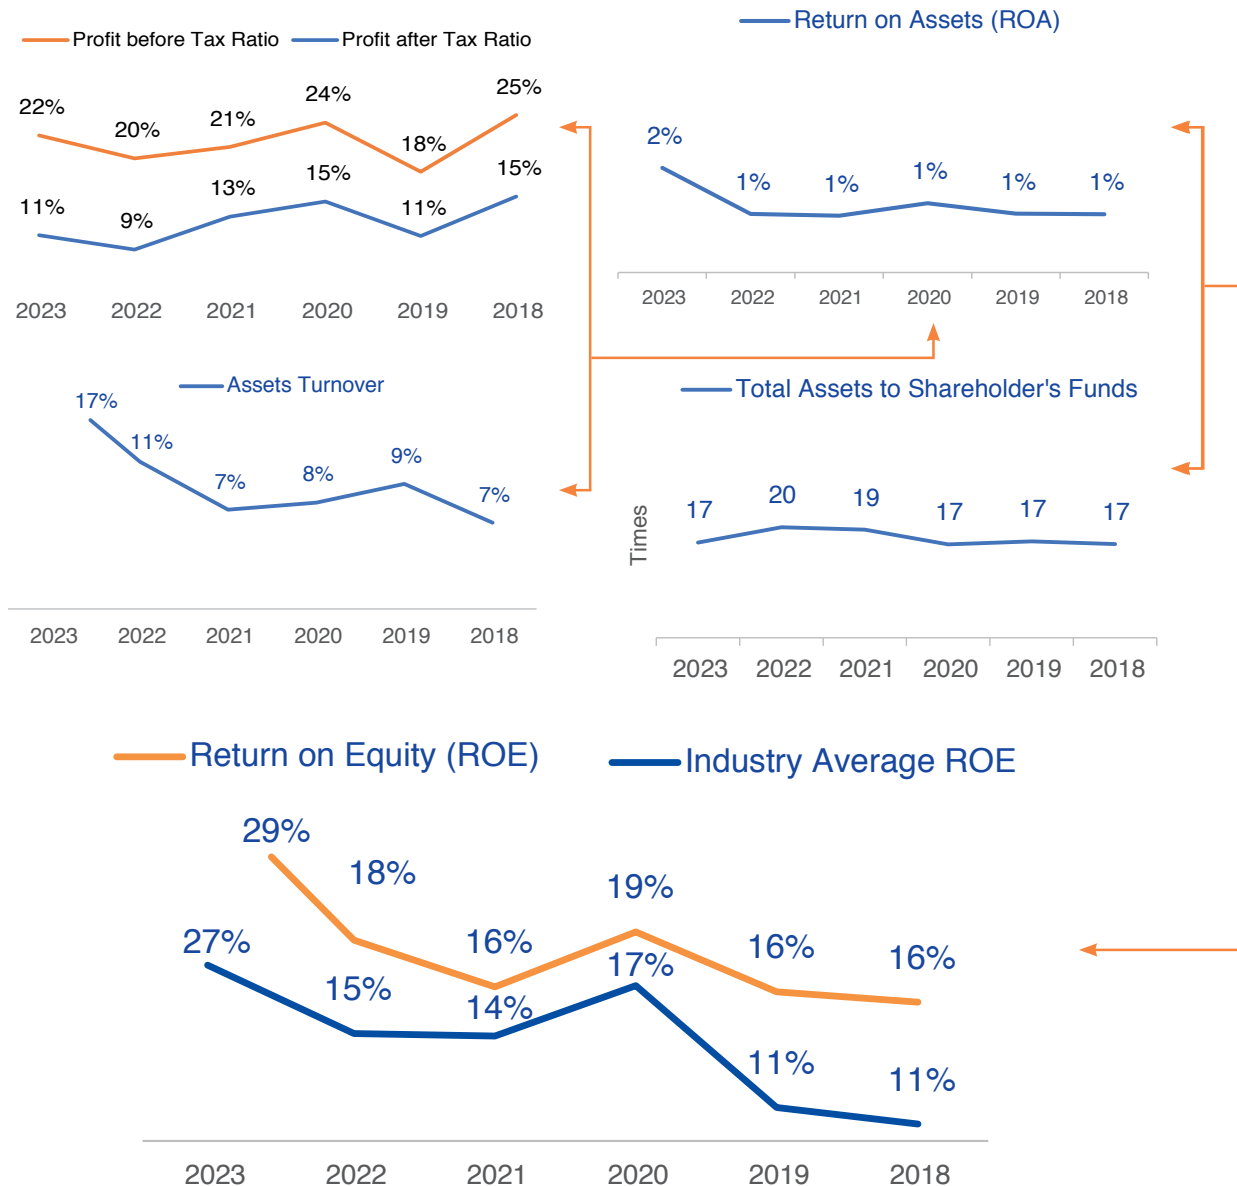 Profit before Tax Ratio Profit after Tax Ratio
22% 20% 21% 24% 18% 25%
11% 9% 13% 15% 11% 15%
2023 2022 2021 2020 2019 2018
Return on Assets (ROA)
2% 1% 1% 1% 1% 1%
2023 2022 2021 2020 2019 2018
Assets Turnover
17% 11% 7% 8% 9% 7%
2023 2022 2021 2020 2019 2018
Total Assets to Shareholder's Funds
Times
17 20 19 17 17 17
2023 2022 2021 2020 2019 2018
Return on Equity (ROE) Industry Average ROE
29% 18% 16% 19% 16% 16%
27% 15% 14% 17% 11% 11%
2023 2022 2021 2020 2019 2018